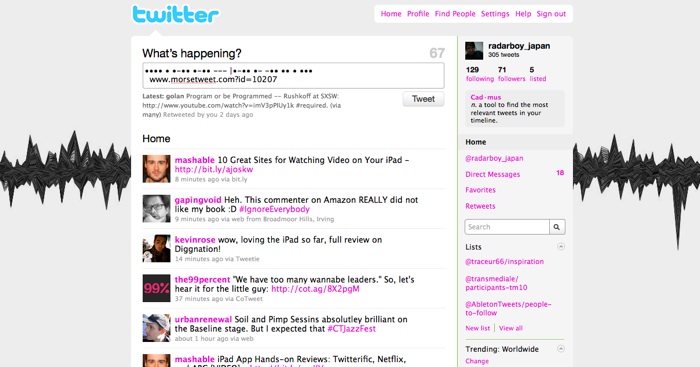 twitter
Home Profile Find People Settings Help Sign out
What's happening? 67
•••• • •–•• •–•• ––– |•–•• •– –•• •• • •••
www.morsetweet.com?id=10207
Latest: golan Program or be Programmed -- Rushkoff at SXSW:
http://www.youtube.com/watch?v=imV3pPIUy1k #required. (via
many) Retweeted by you 2 days ago
Tweet
Home
mashable 10 Great Sites for Watching Video on Your iPad -
http://bit.ly/ajoskw
8 minutes ago via bit.ly
gapingvoid Heh. This commenter on Amazon REALLY did not
like my book :D #IgnoreEverybody
9 minutes ago via web from Broadmoor Hills, Irving
kevinrose wow, loving the iPad so far, full review on
Diggnation!
14 minutes ago via Tweetie
99%
the99percent "We have too many wannabe leaders." So, let's
hear it for the little guy: http://cot.ag/8X2pgM
37 minutes ago via CoTweet
urbanrenewal Soil and Pimp Sessins absolutley brilliant on
the Baseline stage. But I expected that #CTJazzFest
about 1 hour ago via web
mashable iPad App Hands-on Reviews: Twitterific, Netflix,
radarboy_japan
305 tweets
129 71 5
following followers listed
Cad·mus
n. a tool to find the most
relevant tweets in your
timeline.
Home
@radarboy_japan
Direct Messages 18
Favorites
Retweets
Search
Lists
@traceur66/inspiration
@transmediale/
participants-tm10
@AbletonTweets/people-
to-follow
New list View all
Trending: Worldwide
Change